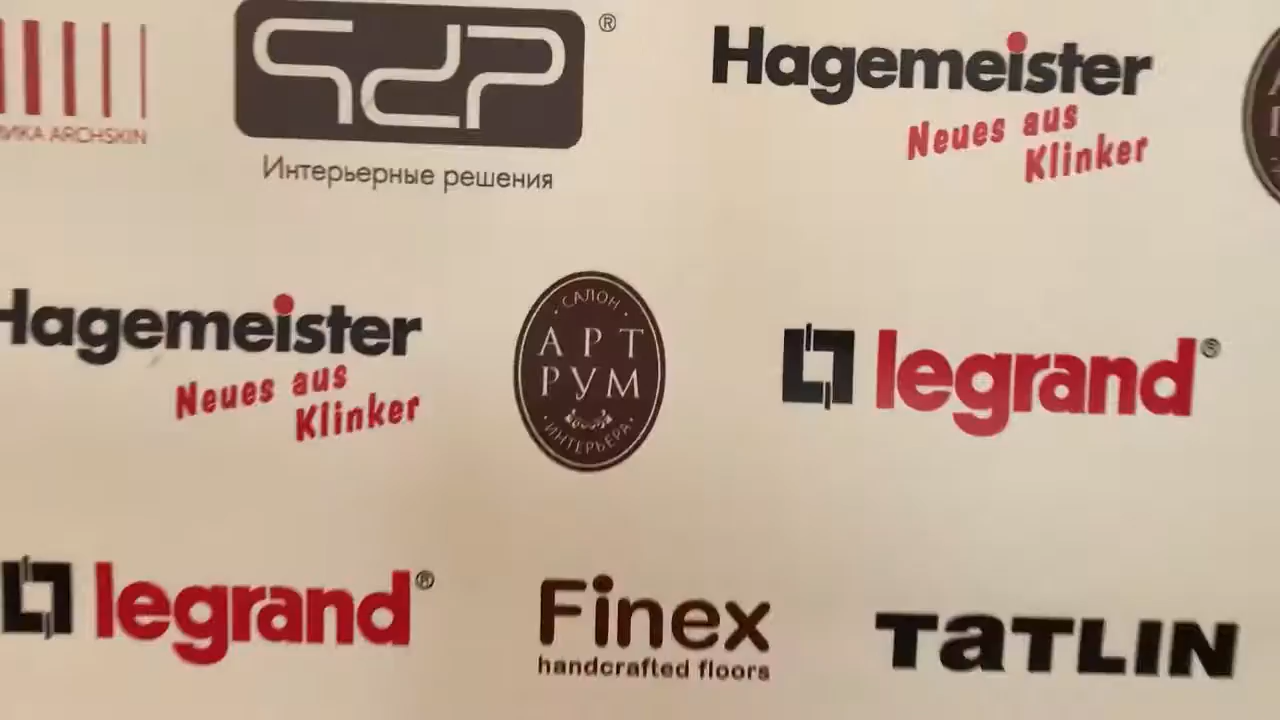 ARCHSKIN
®
Интерьерные решения
Hagemeister
Neues aus
Klinker
Hagemeister
Neues aus
Klinker
САЛОН
АРТ
РУМ
ИНТЕРЬЕРА
legrand®
legrand®
Finex
handcrafted floors
TaTLIN